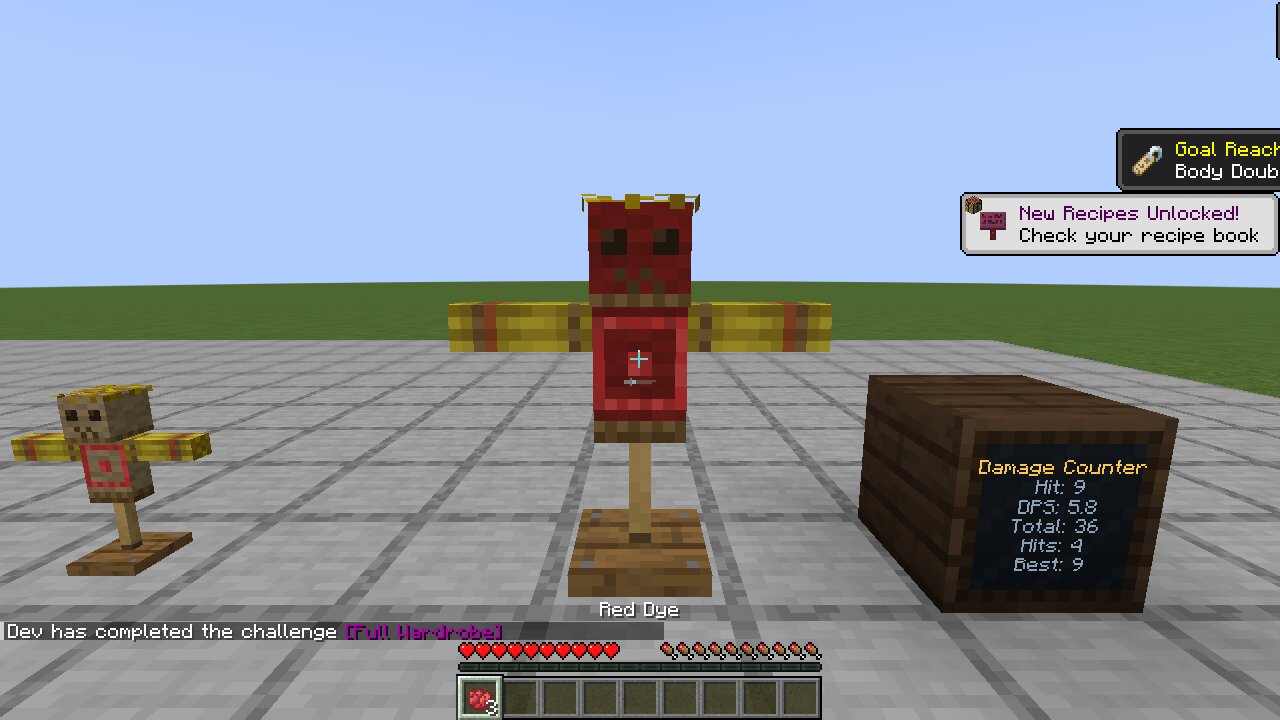 Goal Reach
Body Doub
New Recipes Unlocked!
Check your recipe book
Damage Counter
Hit: 9
DPS: 5.8
Total: 36
Hits: 4
Best: 9
Red Dye
Dev has completed the challenge [Full Wardrobe]
3